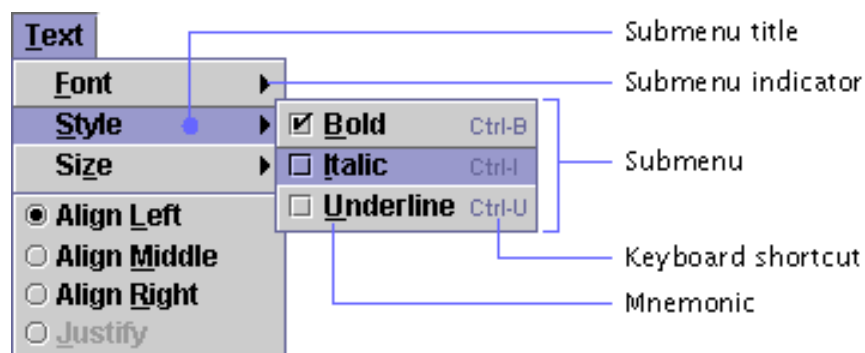 Text
Submenu title
Font
Submenu indicator
Style
Bold Ctrl-B
Size
Italic Ctrl-I
Submenu
Align Left
Underline Ctrl-U
Align Middle
Keyboard shortcut
Align Right
Mnemonic
Justify